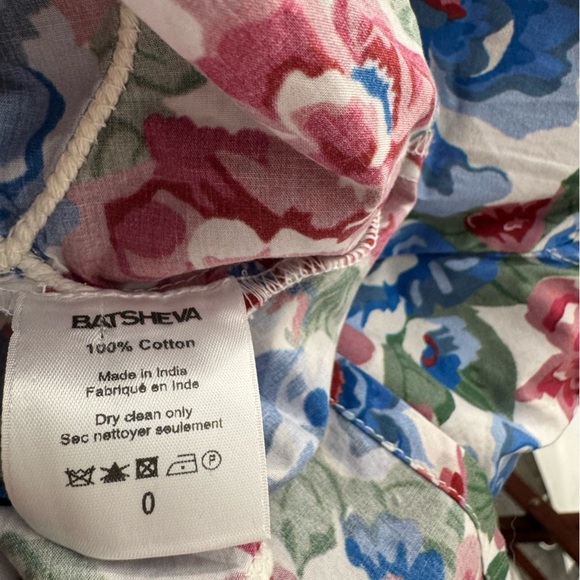 BATSHEVA
100% Cotton
Made in India
Fabriqué en Inde
Dry clean only
Sec nettoyer seulement
P
0